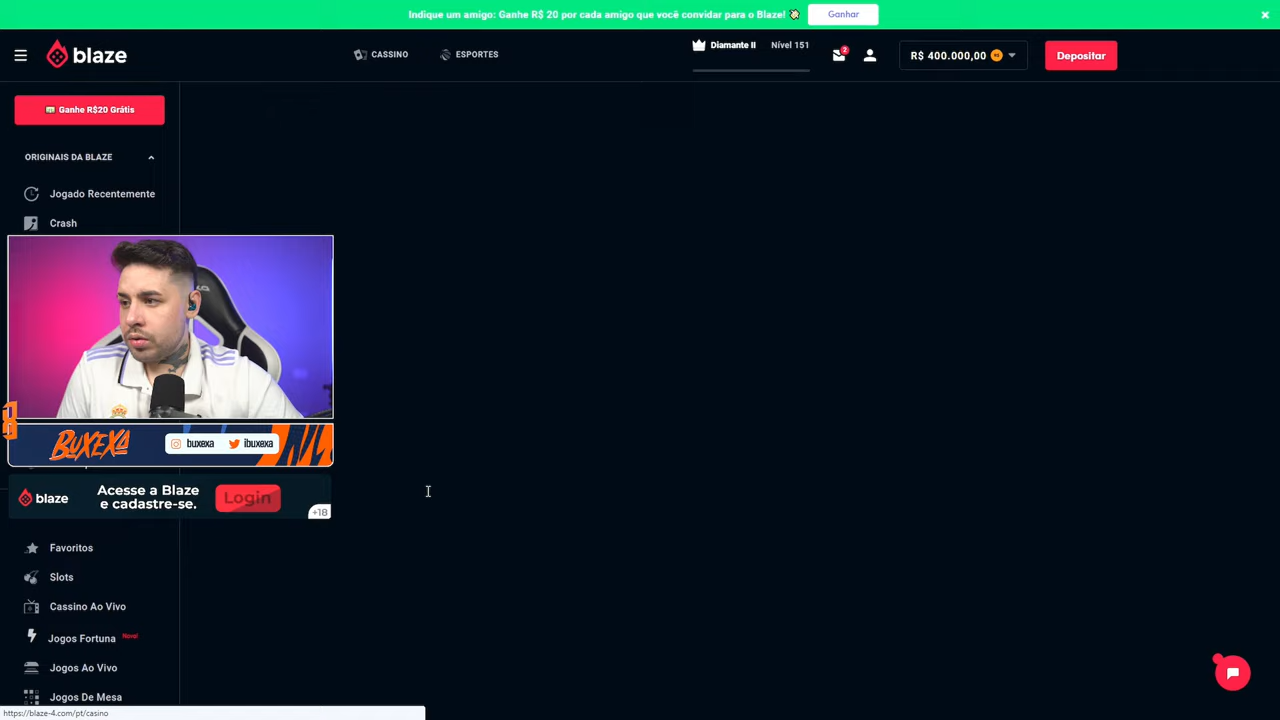 Indique um amigo: Ganhe R$ 20 por cada amigo que você convidar para o Blaze!
Ganhar
blaze
CASSINO
ESPORTES
Diamante II
Nível 151
2
R$ 400.000,00
R$
Depositar
Ganhe R$20 Grátis
ORIGINAIS DA BLAZE
Jogado Recentemente
Crash
BUXEXA
buxexa
ibuxexa
blaze
Acesse a Blaze
e cadastre-se.
Login
+18
Favoritos
Slots
Cassino Ao Vivo
Jogos Fortuna
Novo!
Jogos Ao Vivo
Jogos De Mesa
https://blaze-4.com/pt/casino